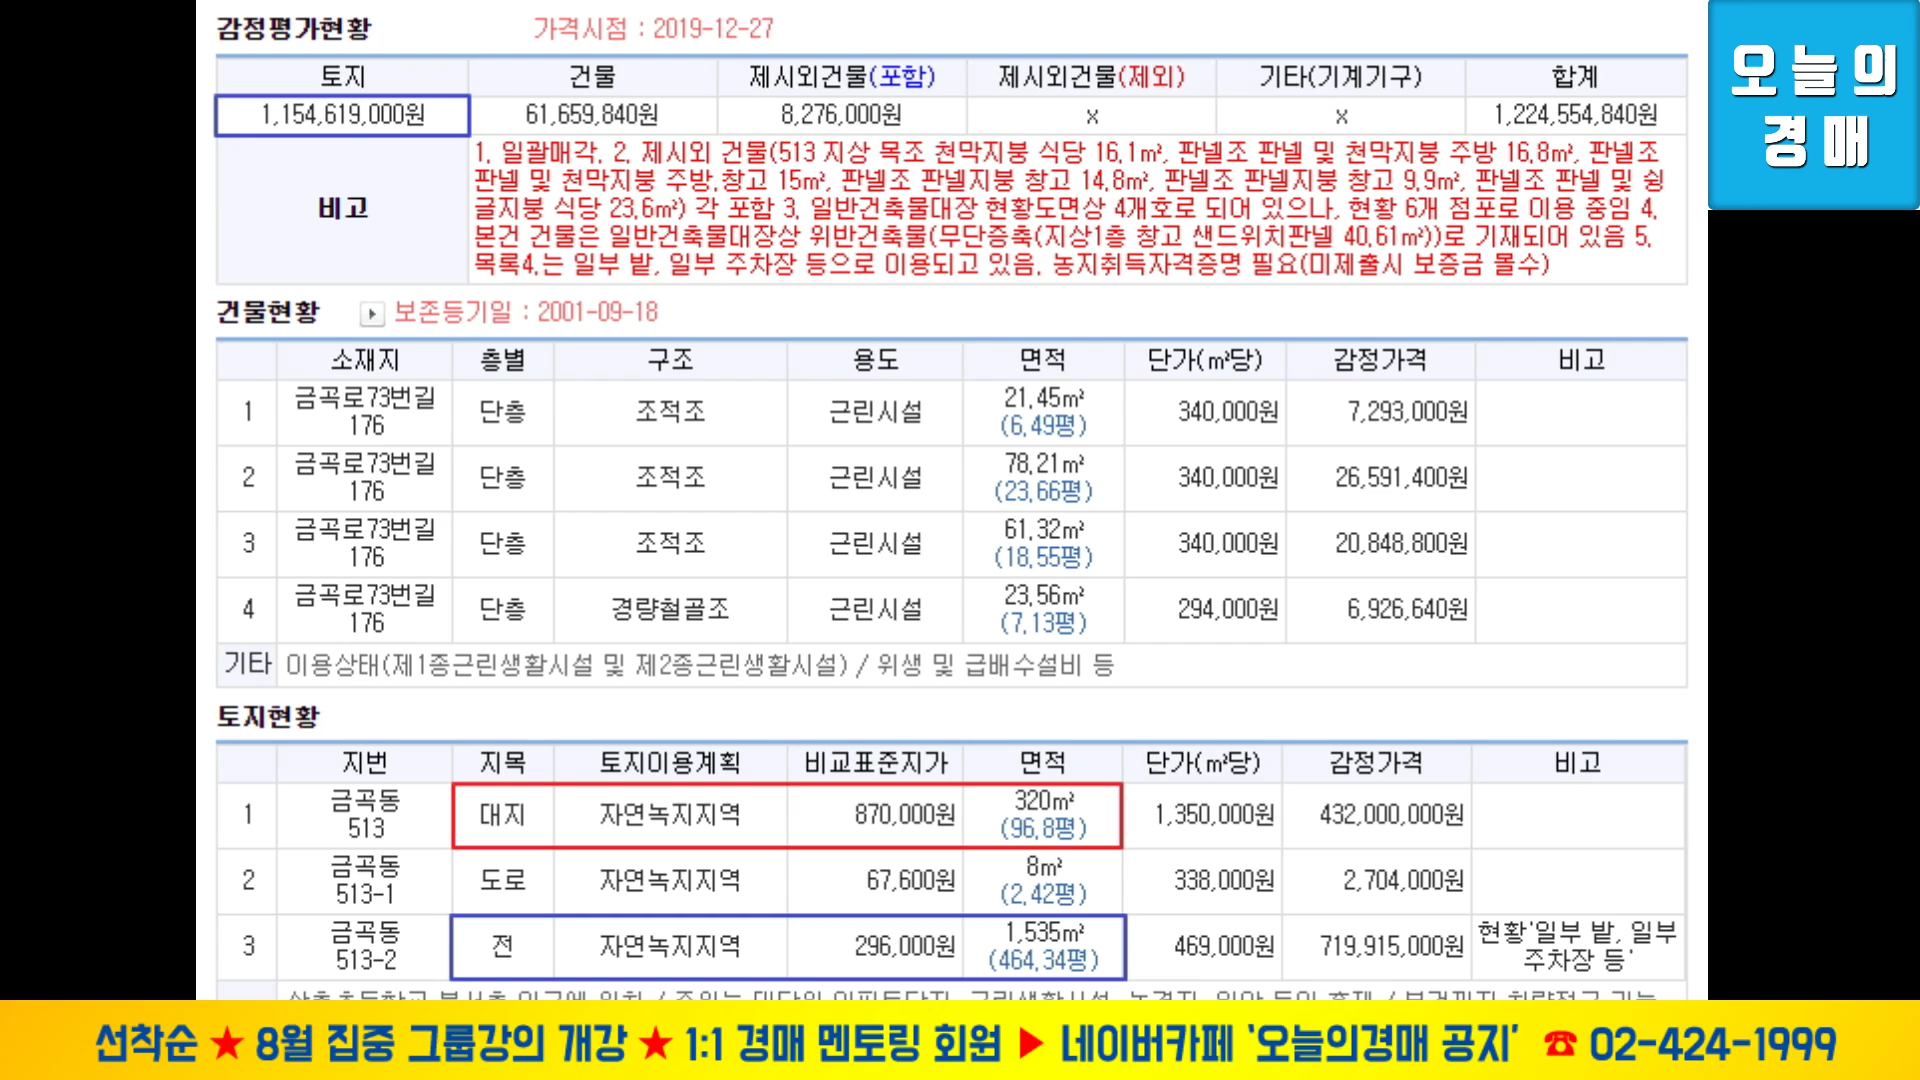 감정평가현황 가격시점 : 2019-12-27
토지 건물 제시외건물(포함) 제시외건물(제외) 기타(기계기구) 합계
1,154,619,000원 61,659,840원 8,276,000원 x x 1,224,554,840원
비고
1. 일괄매각. 2. 제시외 건물(513 지상 목조 천막지붕 식당 16.1㎡, 판넬조 판넬 및 천막지붕 주방 16.8㎡, 판넬조
판넬 및 천막지붕 주방.창고 15㎡, 판넬조 판넬지붕 창고 14.8㎡, 판넬조 판넬지붕 창고 9.9㎡, 판넬조 판넬 및 슁
글지붕 식당 23.6㎡) 각 포함 3. 일반건축물대장 현황도면상 4개호로 되어 있으나, 현황 6개 점포로 이용 중임 4.
본건 건물은 일반건축물대장상 위반건축물(무단증축(지상1층 창고 샌드위치판넬 40.61㎡))로 기재되어 있음 5.
목록4.는 일부 밭, 일부 주차장 등으로 이용되고 있음. 농지취득자격증명 필요(미제출시 보증금 몰수)
건물현황 보존등기일 : 2001-09-18
소재지 층별 구조 용도 면적 단가(㎡당) 감정가격 비고
1 금곡로73번길 176 단층 조적조 근린시설 21.45㎡ (6.49평) 340,000원 7,293,000원
2 금곡로73번길 176 단층 조적조 근린시설 78.21㎡ (23.66평) 340,000원 26,591,400원
3 금곡로73번길 176 단층 조적조 근린시설 61.32㎡ (18.55평) 340,000원 20,848,800원
4 금곡로73번길 176 단층 경량철골조 근린시설 23.56㎡ (7.13평) 294,000원 6,926,640원
기타 이용상태(제1종근린생활시설 및 제2종근린생활시설) / 위생 및 급배수설비 등
토지현황
지번 지목 토지이용계획 비교표준지가 면적 단가(㎡당) 감정가격 비고
1 금곡동 513 대지 자연녹지지역 870,000원 320㎡ (96.8평) 1,350,000원 432,000,000원
2 금곡동 513-1 도로 자연녹지지역 67,600원 8㎡ (2.42평) 338,000원 2,704,000원
3 금곡동 513-2 전 자연녹지지역 296,000원 1,535㎡ (464.34평) 469,000원 719,915,000원 현황'일부 밭, 일부 주차장 등'
오늘의
경매
선착순 ★ 8월 집중 그룹강의 개강 ★ 1:1 경매 멘토링 회원 ▶ 네이버카페 '오늘의경매 공지' ☎ 02-424-1999